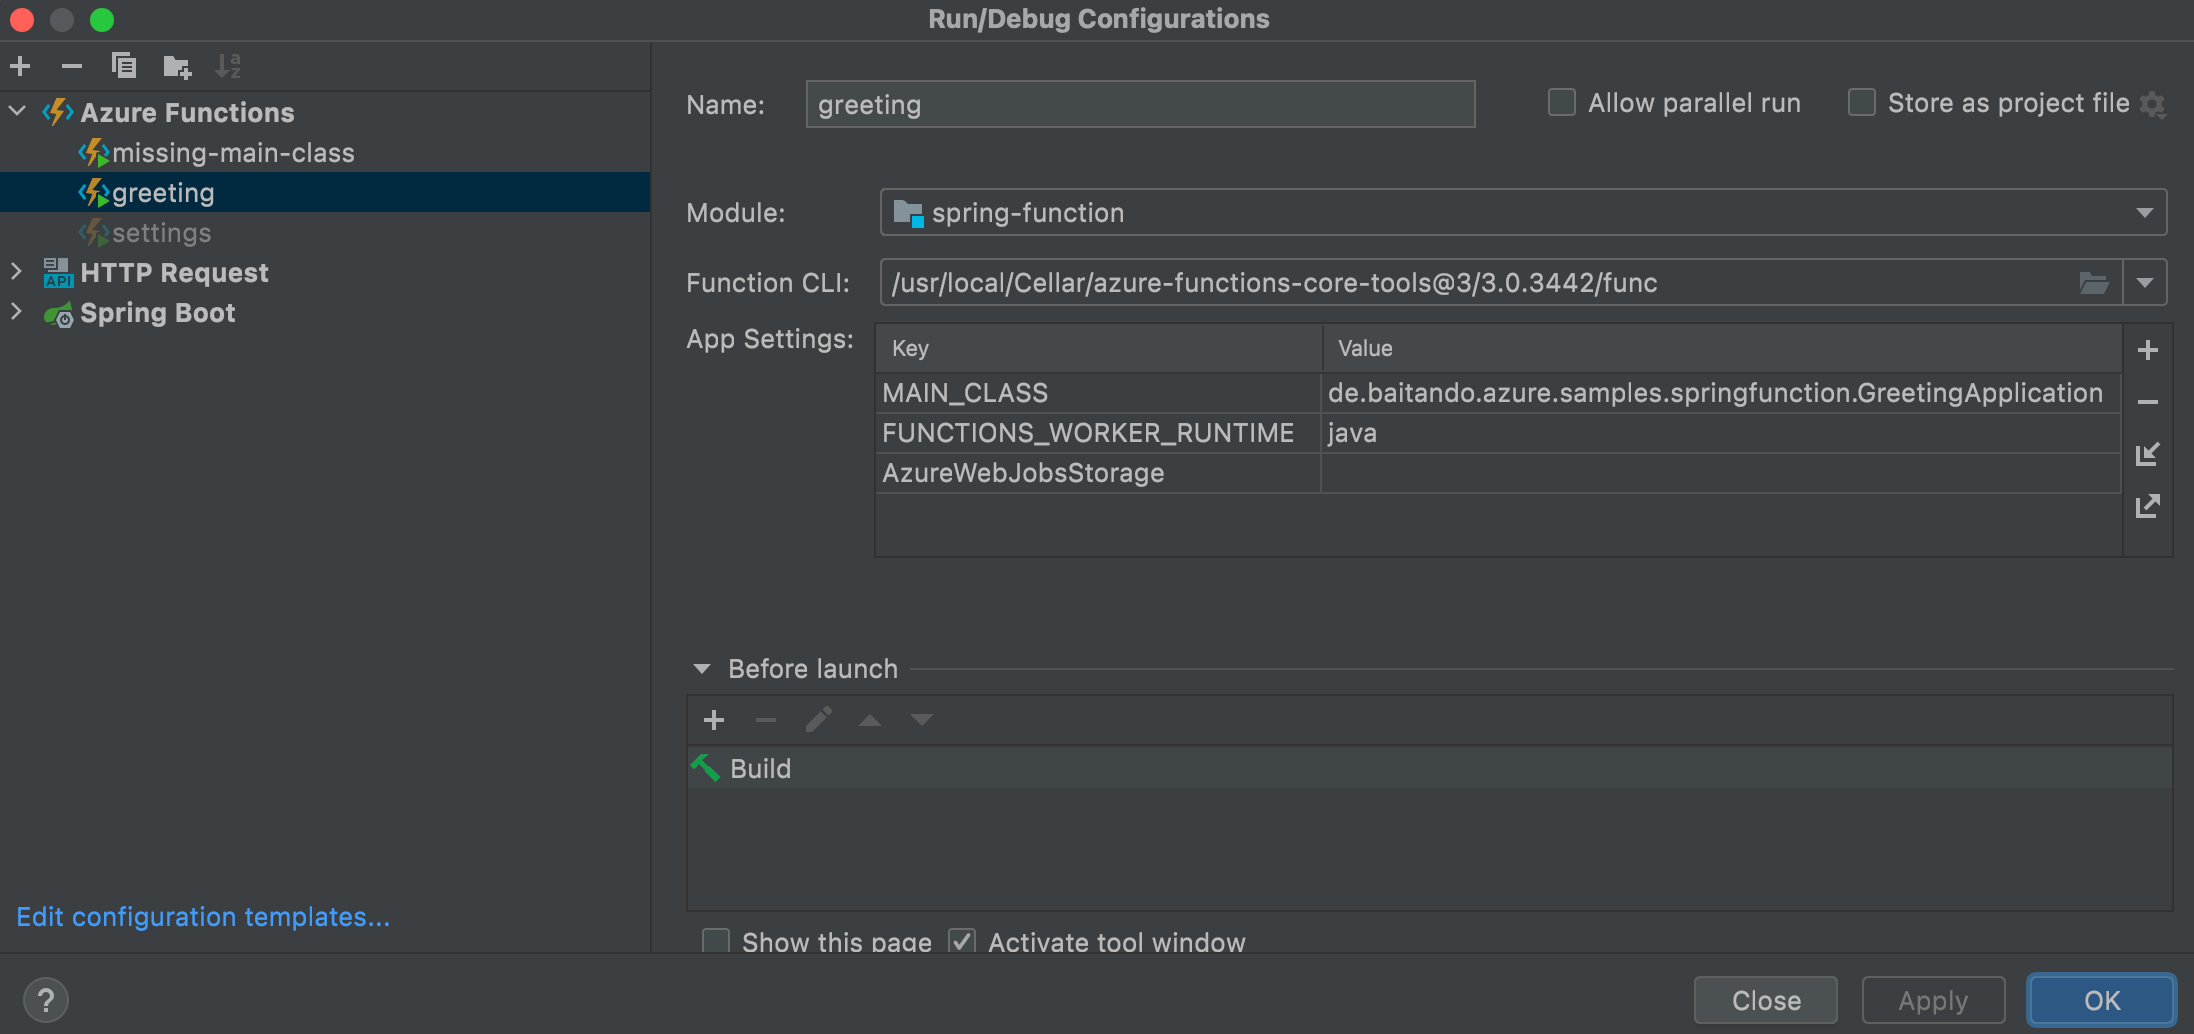 Run/Debug Configurations
Azure Functions
missing-main-class
greeting
settings
API HTTP Request
Spring Boot
Edit configuration templates...
Name: greeting Allow parallel run Store as project file
Module: spring-function
Function CLI: /usr/local/Cellar/azure-functions-core-tools@3/3.0.3442/func
App Settings: Key Value
MAIN_CLASS de.baitando.azure.samples.springfunction.GreetingApplication
FUNCTIONS_WORKER_RUNTIME java
AzureWebJobsStorage
Before launch
Build
Show this page Activate tool window
? Close Apply OK